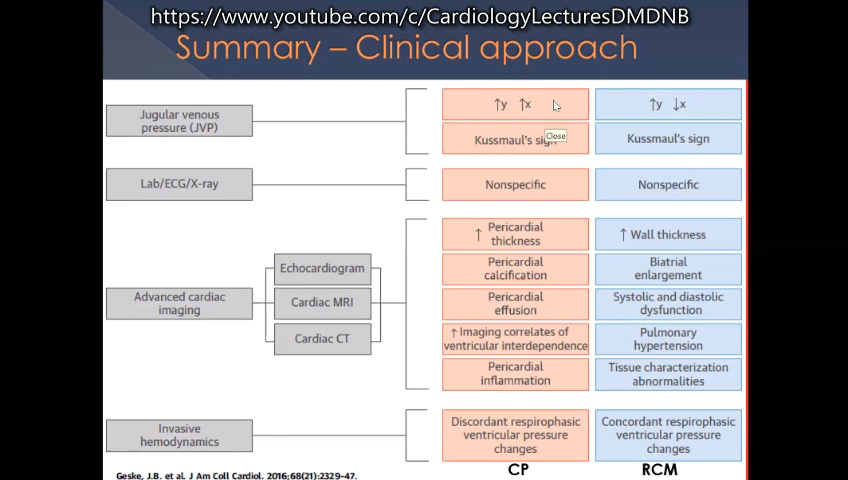 https://www.youtube.com/c/CardiologyLecturesDMDNB
Summary – Clinical approach
Jugular venous
pressure (JVP)
↑y ↑x
↑y ↓x
Kussmaul's sign
Close
Kussmaul's sign
Lab/ECG/X-ray
Nonspecific
Nonspecific
Advanced cardiac
imaging
Echocardiogram
Cardiac MRI
Cardiac CT
↑ Pericardial
thickness
↑ Wall thickness
Pericardial
calcification
Biatrial
enlargement
Pericardial
effusion
Systolic and diastolic
dysfunction
↑ Imaging correlates of
ventricular interdependence
Pulmonary
hypertension
Pericardial
inflammation
Tissue characterization
abnormalities
Invasive
hemodynamics
Discordant respirophasic
ventricular pressure
changes
Concordant respirophasic
ventricular pressure
changes
CP
RCM
Geske, J.B. et al. J Am Coll Cardiol. 2016;68(21):2329–47.